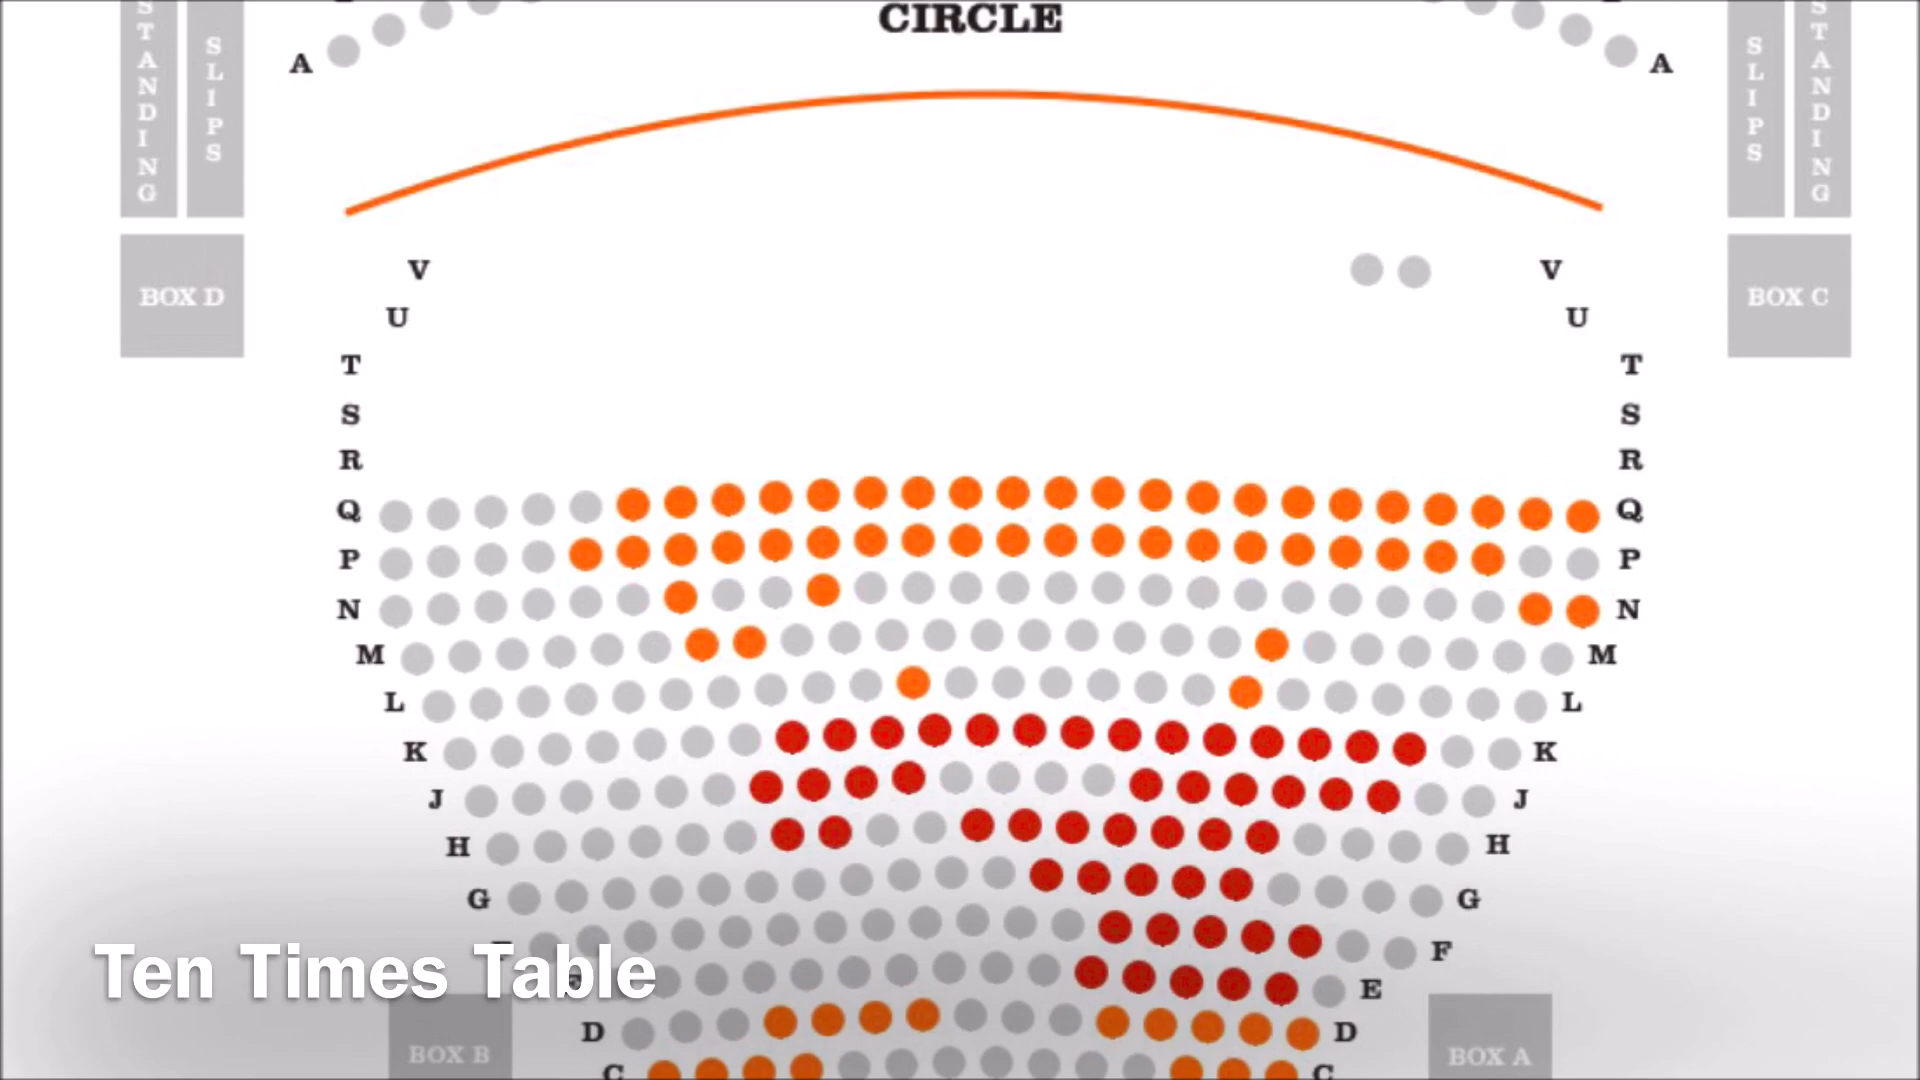 CIRCLE
STANDING
SLIPS
SLIPS
STANDING
A A
BOX D
BOX C
V V
U U
T T
S S
R R
Q Q
P P
N N
M M
L L
K K
J J
H H
G G
F
E
Ten Times Table
D D
C C
BOX B
BOX A